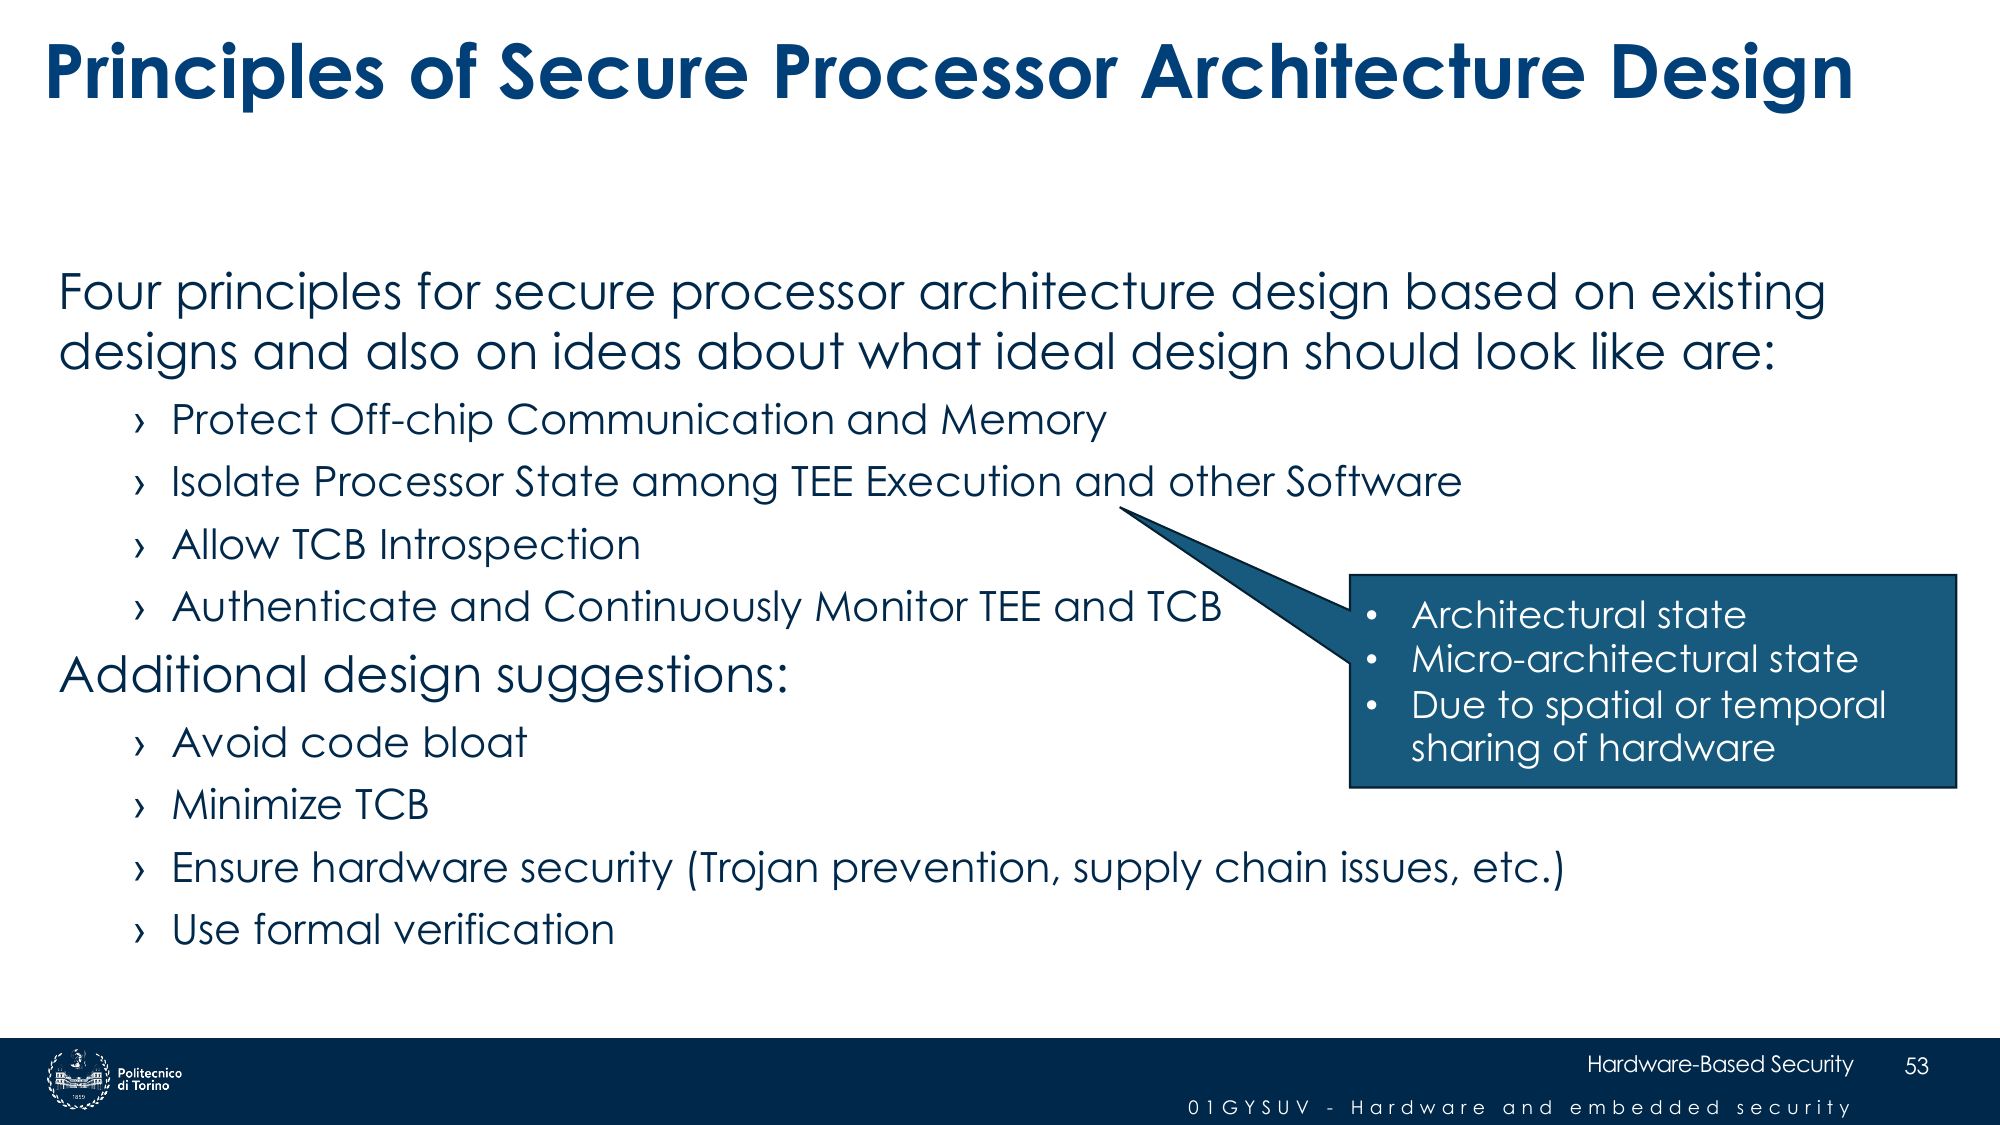 Principles of Secure Processor Architecture Design
Four principles for secure processor architecture design based on existing
designs and also on ideas about what ideal design should look like are:
› Protect Off-chip Communication and Memory
› Isolate Processor State among TEE Execution and other Software
› Allow TCB Introspection
› Authenticate and Continuously Monitor TEE and TCB
• Architectural state
• Micro-architectural state
• Due to spatial or temporal
sharing of hardware
Additional design suggestions:
› Avoid code bloat
› Minimize TCB
› Ensure hardware security (Trojan prevention, supply chain issues, etc.)
› Use formal verification
1859
Politecnico
di Torino
Hardware-Based Security 53
01GYSUV - Hardware and embedded security